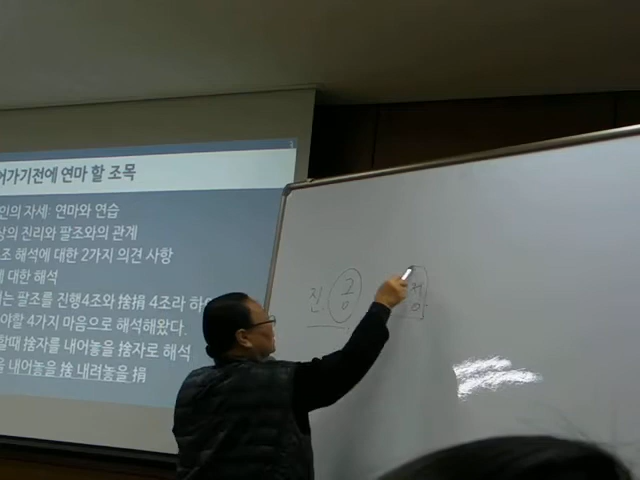 어가기전에 연마 할 조목
인의 자세: 연마와 연습
상의 진리와 팔조와의 관계
조 해석에 대한 2가지 의견 사항
에 대한 해석
는 팔조를 진행4조와 捨捐 4조라 하
야할 4가지 마음으로 해석해왔다.
할때 捨자를 내어놓을 捨자로 해석
을 내어놓을 捨 내려놓을 捐
진 공